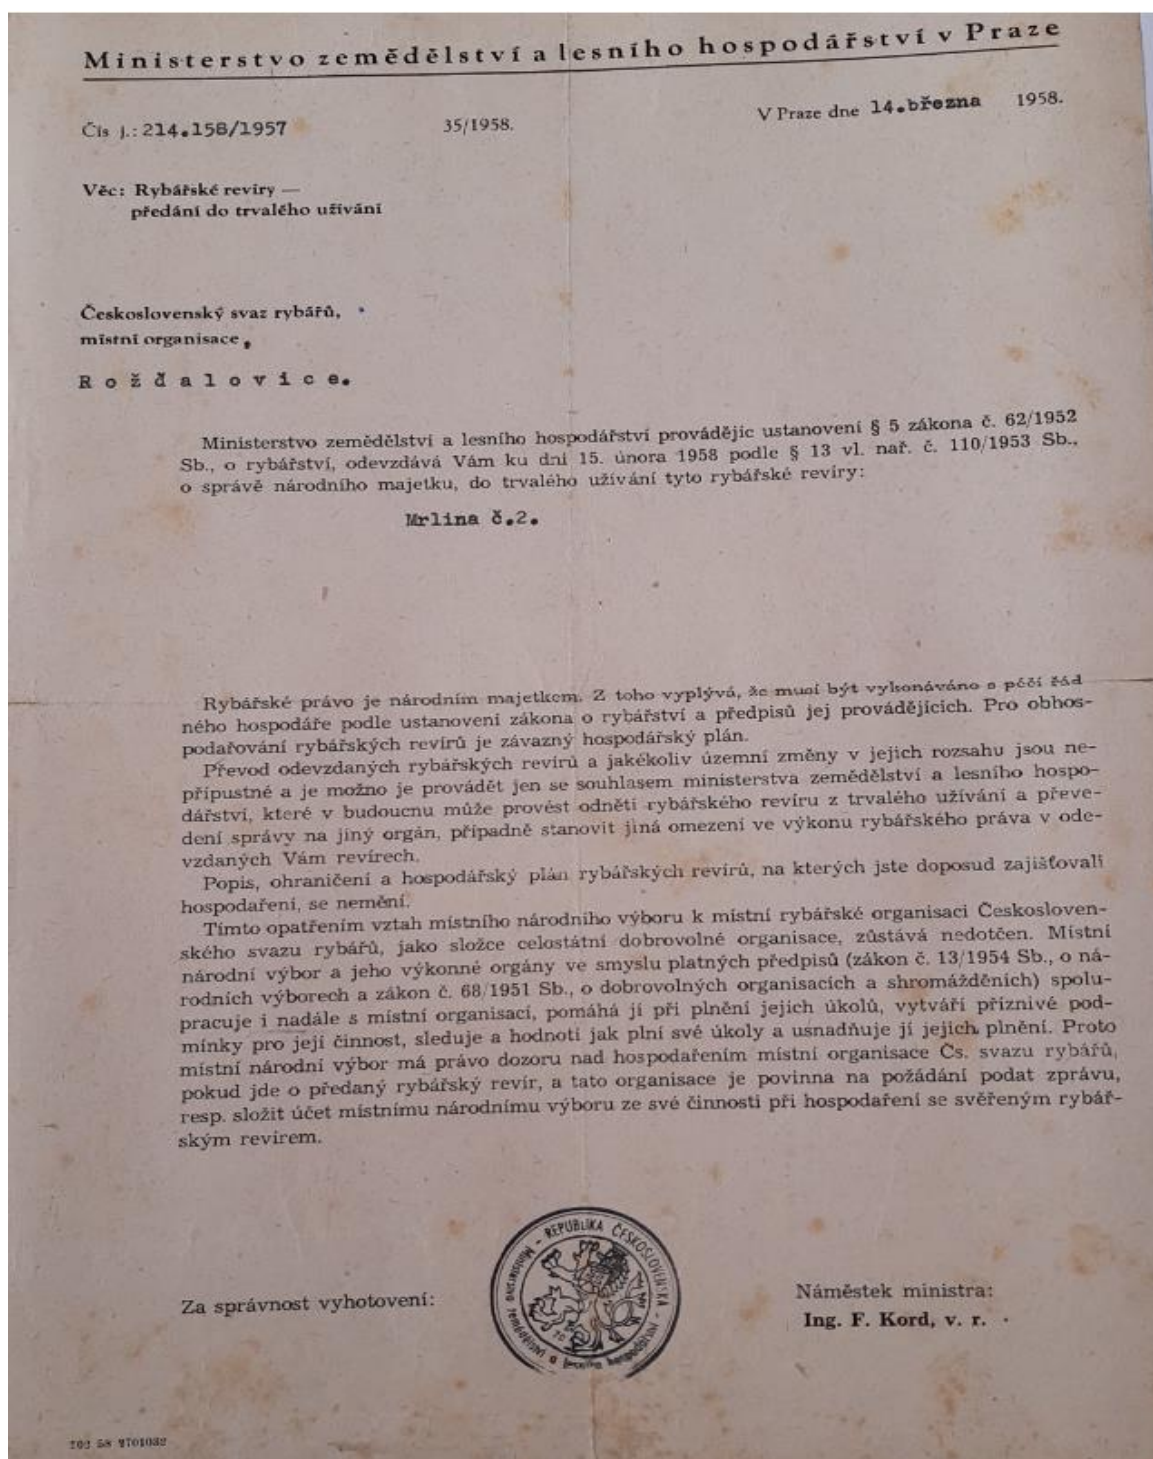 Ministerstvo zemědělství a lesního hospodářství v Praze
Čís j.: 214.158/1957 35/1958. V Praze dne 14.března 1958.
Věc: Rybářské revíry —
předání do trvalého užívání
Československý svaz rybářů,
místní organisace,
Rožďalovice.
Ministerstvo zemědělství a lesního hospodářství provádějíc ustanovení § 5 zákona č. 62/1952
Sb., o rybářství, odevzdává Vám ku dni 15. února 1958 podle § 13 vl. nař. č. 110/1953 Sb.,
o správě národního majetku, do trvalého užívání tyto rybářské revíry:
Mrlina č.2.
Rybářské právo je národním majetkem. Z toho vyplývá, že musí být vykonáváno s péčí řád
ného hospodáře podle ustanovení zákona o rybářství a předpisů jej provádějících. Pro obhos-
podařování rybářských revírů je závazný hospodářský plán.
Převod odevzdaných rybářských revírů a jakékoliv územní změny v jejich rozsahu jsou ne-
přípustné a je možno je provádět jen se souhlasem ministerstva zemědělství a lesního hospo-
dářství, které v budoucnu může provést odnětí rybářského revíru z trvalého užívání a převe-
dení správy na jiný orgán, případně stanovit jiná omezení ve výkonu rybářského práva v ode-
vzdaných Vám revírech.
Popis, ohraničení a hospodářský plán rybářských revírů, na kterých jste doposud zajišťovali
hospodaření, se nemění.
Tímto opatřením vztah místního národního výboru k místní rybářské organisaci Českosloven-
ského svazu rybářů, jako složce celostátní dobrovolné organisace, zůstává nedotčen. Místní
národní výbor a jeho výkonné orgány ve smyslu platných předpisů (zákon č. 13/1954 Sb., o ná-
rodních výborech a zákon č. 68/1951 Sb., o dobrovolných organisacích a shromážděních) spolu-
pracuje i nadále s místní organisací, pomáhá jí při plnění jejich úkolů, vytváří příznivé pod-
mínky pro její činnost, sleduje a hodnotí jak plní své úkoly a usnadňuje jí jejich plnění. Proto
místní národní výbor má právo dozoru nad hospodařením místní organisace Čs. svazu rybářů,
pokud jde o předaný rybářský revír, a tato organisace je povinna na požádání podat zprávu,
resp. složit účet místnímu národnímu výboru ze své činnosti při hospodaření se svěřeným rybář-
ským revírem.
REPUBLIKA ČESKOSLOVENSKÁ - Ministerstvo zemědělství a lesního hospodářství -
Za správnost vyhotovení:
Náměstek ministra:
Ing. F. Kord, v. r.